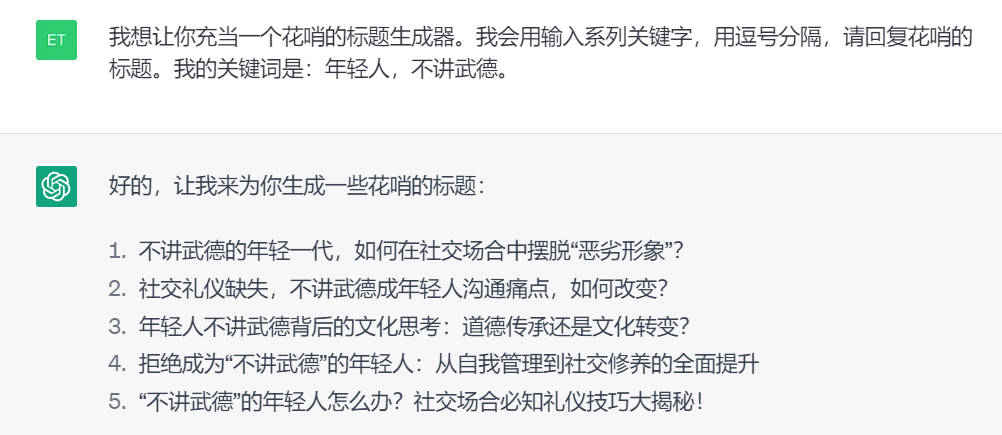 ET
我想让你充当一个花哨的标题生成器。我会用输入系列关键字，用逗号分隔，请回复花哨的
标题。我的关键词是：年轻人，不讲武德。
好的，让我来为你生成一些花哨的标题：
1. 不讲武德的年轻一代，如何在社交场合中摆脱“恶劣形象”？
2. 社交礼仪缺失，不讲武德成年轻人沟通痛点，如何改变？
3. 年轻人不讲武德背后的文化思考：道德传承还是文化转变？
4. 拒绝成为“不讲武德”的年轻人：从自我管理到社交修养的全面提升
5. “不讲武德”的年轻人怎么办？社交场合必知礼仪技巧大揭秘！